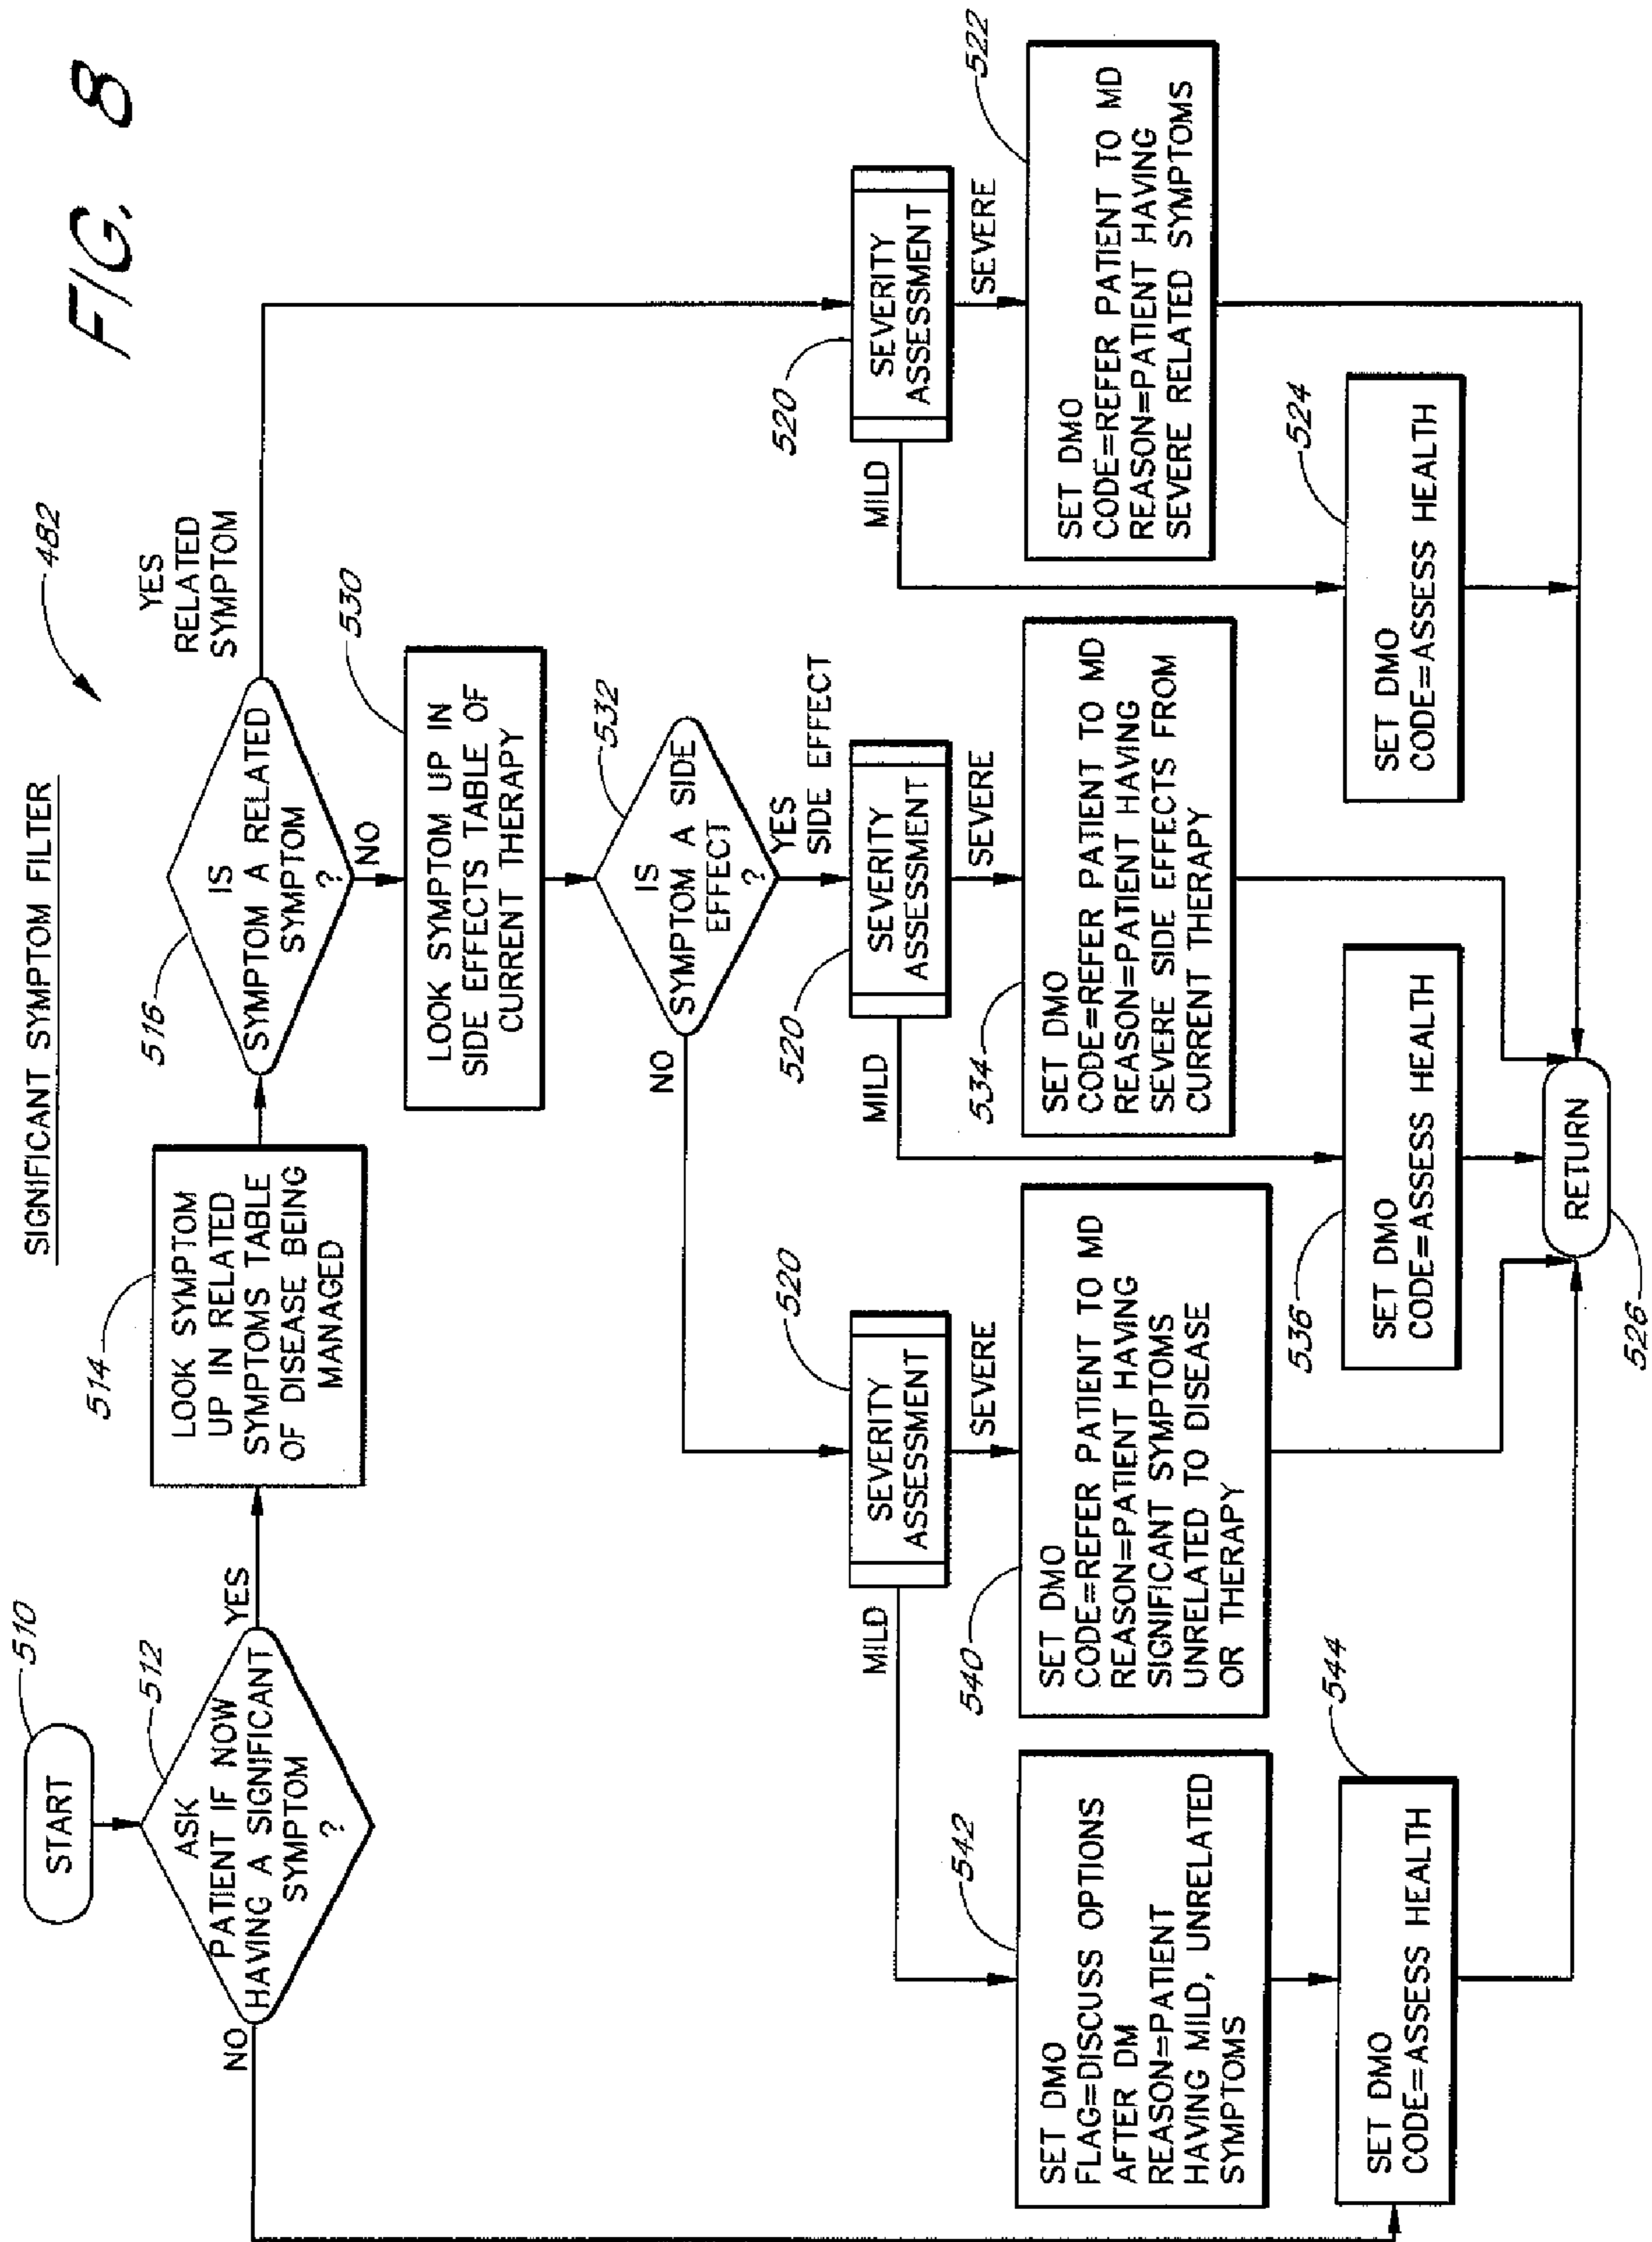 SIGNIFICANT SYMPTOM FILTER
FIG. 8
482
START
510
ASK
PATIENT IF NOW
HAVING A SIGNIFICANT
SYMPTOM
?
512
NO
YES
514
LOOK SYMPTOM
UP IN RELATED
SYMPTOMS TABLE
OF DISEASE BEING
MANAGED
516
IS
SYMPTOM A RELATED
SYMPTOM
?
YES
RELATED
SYMPTOM
NO
530
LOOK SYMPTOM UP IN
SIDE EFFECTS TABLE OF
CURRENT THERAPY
532
IS
SYMPTOM A SIDE
EFFECT
?
NO
YES
SIDE EFFECT
520
SEVERITY
ASSESSMENT
MILD
SEVERE
520
SEVERITY
ASSESSMENT
MILD
SEVERE
520
SEVERITY
ASSESSMENT
MILD
SEVERE
542
SET DMO
FLAG=DISCUSS OPTIONS
AFTER DM
REASON=PATIENT
HAVING MILD, UNRELATED
SYMPTOMS
540
SET DMO
CODE=REFER PATIENT TO MD
REASON=PATIENT HAVING
SIGNIFICANT SYMPTOMS
UNRELATED TO DISEASE
OR THERAPY
534
SET DMO
CODE=REFER PATIENT TO MD
REASON=PATIENT HAVING
SEVERE SIDE EFFECTS FROM
CURRENT THERAPY
522
SET DMO
CODE=REFER PATIENT TO MD
REASON=PATIENT HAVING
SEVERE RELATED SYMPTOMS
544
SET DMO
CODE=ASSESS HEALTH
536
SET DMO
CODE=ASSESS HEALTH
524
SET DMO
CODE=ASSESS HEALTH
RETURN
526